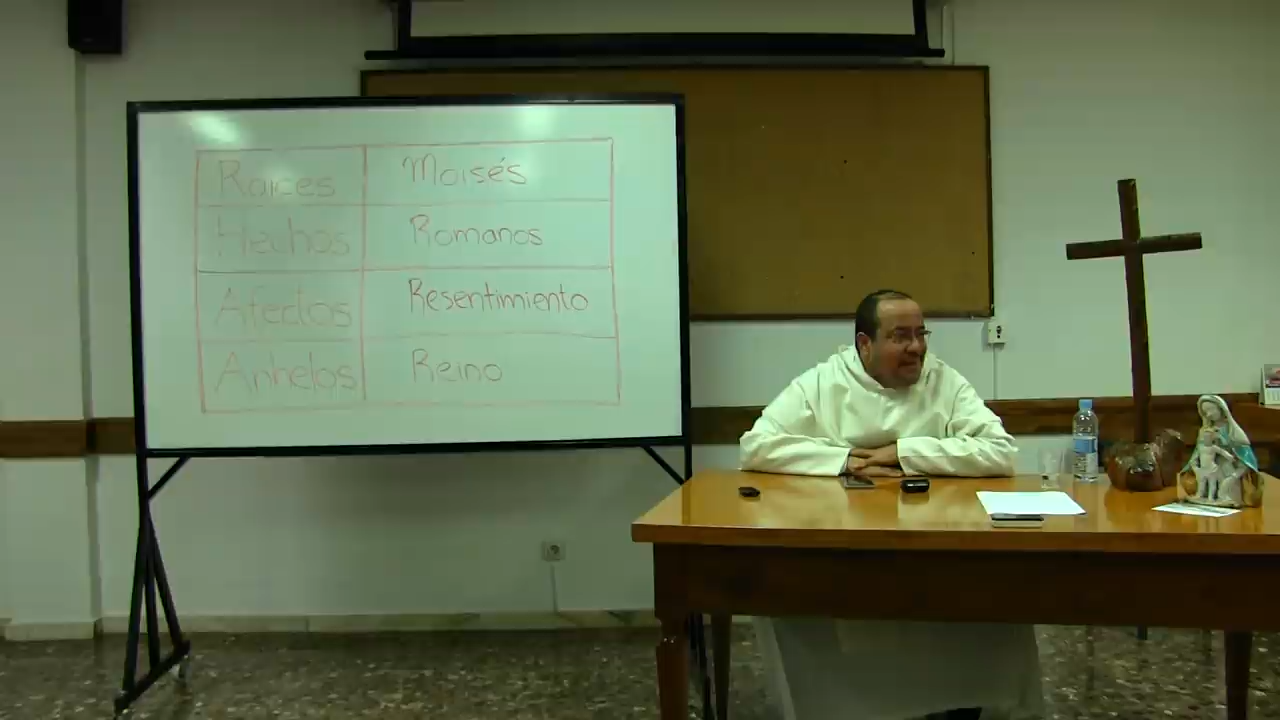 Raíces Moisés
Hechos Romanos
Afectos Resentimiento
Anhelos Reino